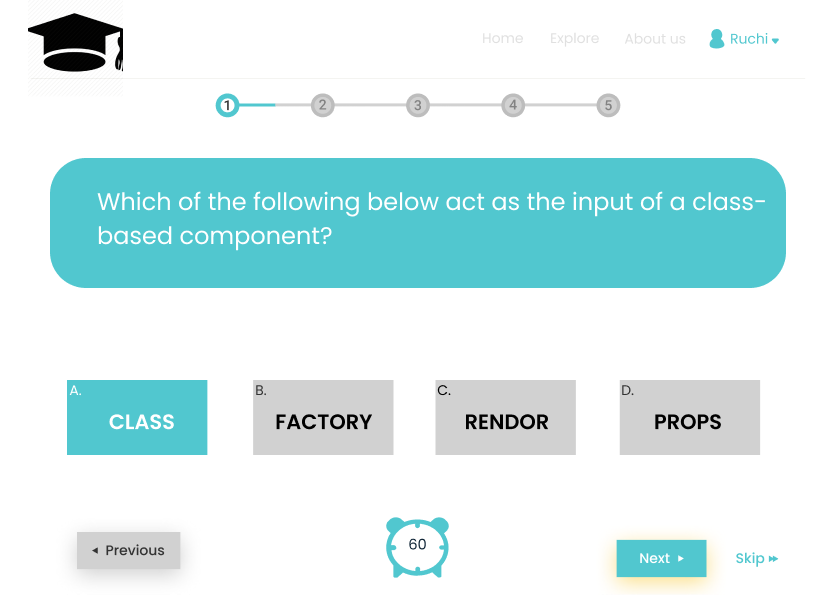 Home Explore About us Ruchi
1 2 3 4 5
Which of the following below act as the input of a class-
based component?
A. B. C. D.
CLASS FACTORY RENDOR PROPS
Previous 60 Next Skip